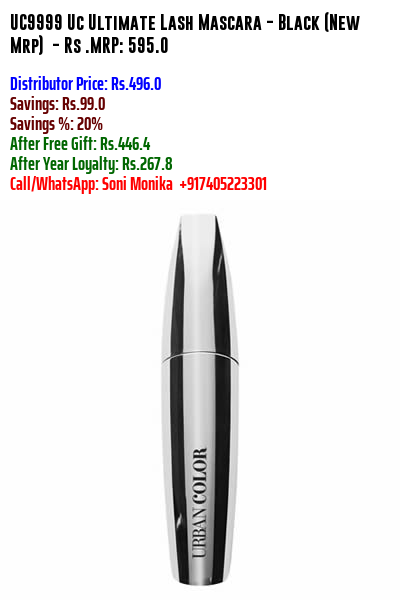 UC9999 Uc Ultimate Lash Mascara - Black (New
Mrp)  - Rs .MRP: 595.0
Distributor Price: Rs.496.0
Savings: Rs.99.0
Savings %: 20%
After Free Gift: Rs.446.4
After Year Loyalty: Rs.267.8
Call/WhatsApp: Soni Monika  +917405223301
URBAN COLOR